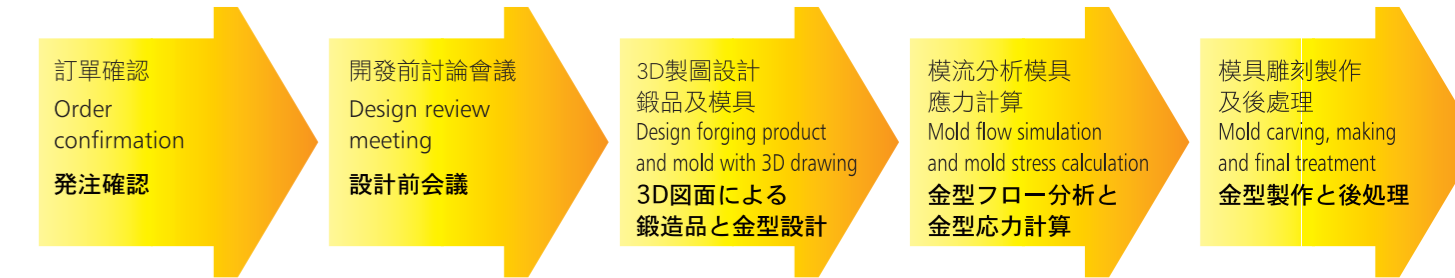 訂單確認
Order
confirmation
発注確認
開發前討論會議
Design review
meeting
設計前会議
3D製圖設計
鍛品及模具
Design forging product
and mold with 3D drawing
3D図面による
鍛造品と金型設計
模流分析模具
應力計算
Mold flow simulation
and mold stress calculation
金型フロー分析と
金型応力計算
模具雕刻製作
及後處理
Mold carving, making
and final treatment
金型製作と後処理